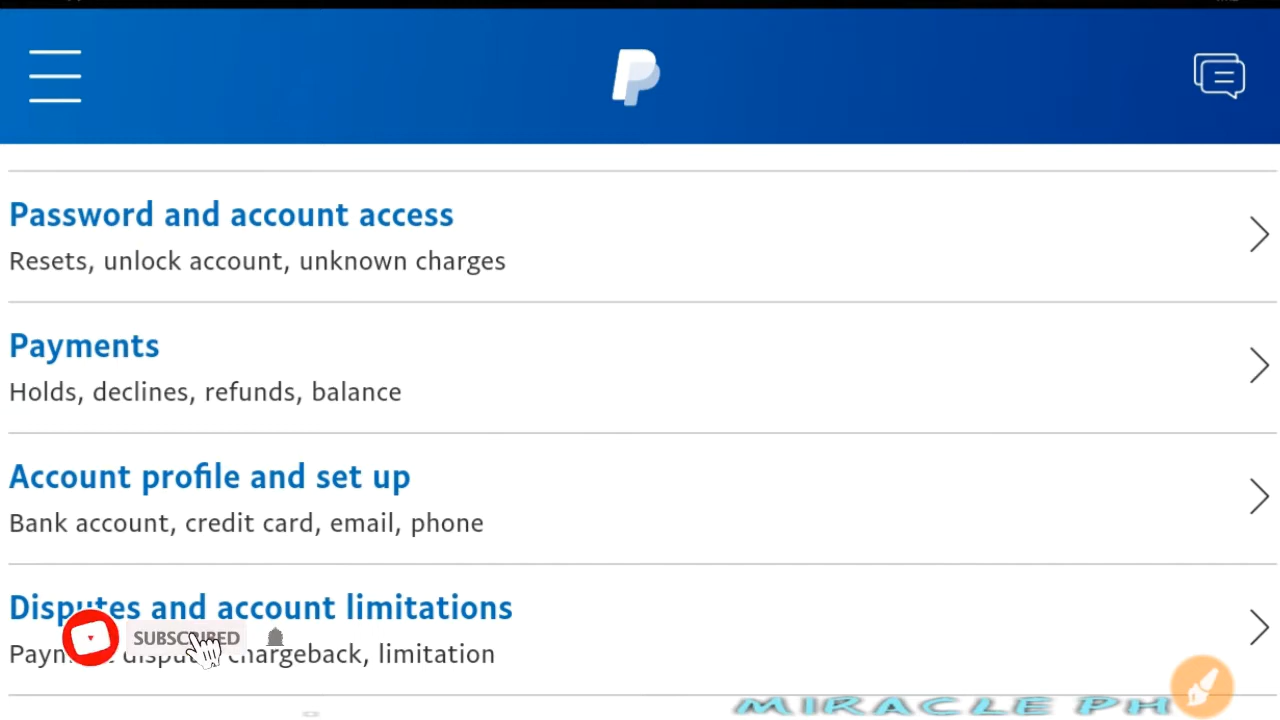 Password and account access
Resets, unlock account, unknown charges
Payments
Holds, declines, refunds, balance
Account profile and set up
Bank account, credit card, email, phone
Disputes and account limitations
SUBSCRIBED
chargeback, limitation
MIRACLE PH